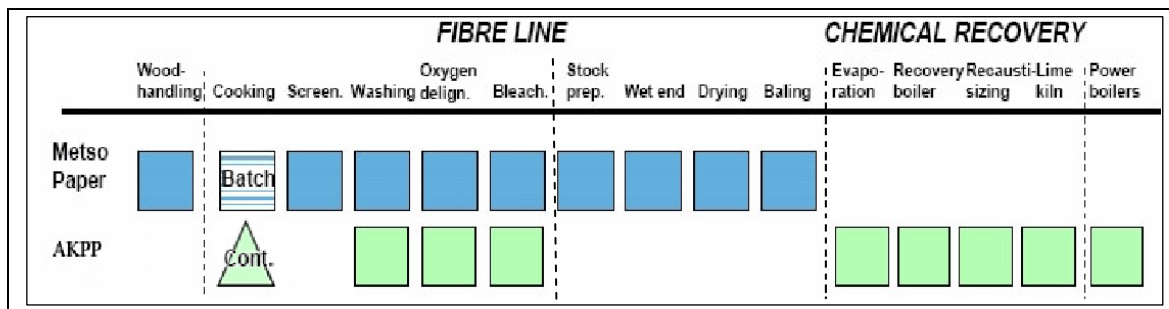 FIBRE LINE CHEMICAL RECOVERY
Wood-
handling
Cooking
Screen.
Washing
Oxygen
delign.
Bleach.
Stock
prep.
Wet end
Drying
Baling
Evapo-
ration
Recovery
boiler
Recausti-
sizing
Lime
kiln
Power
boilers
Metso
Paper
Batch
AKPP
Cont.